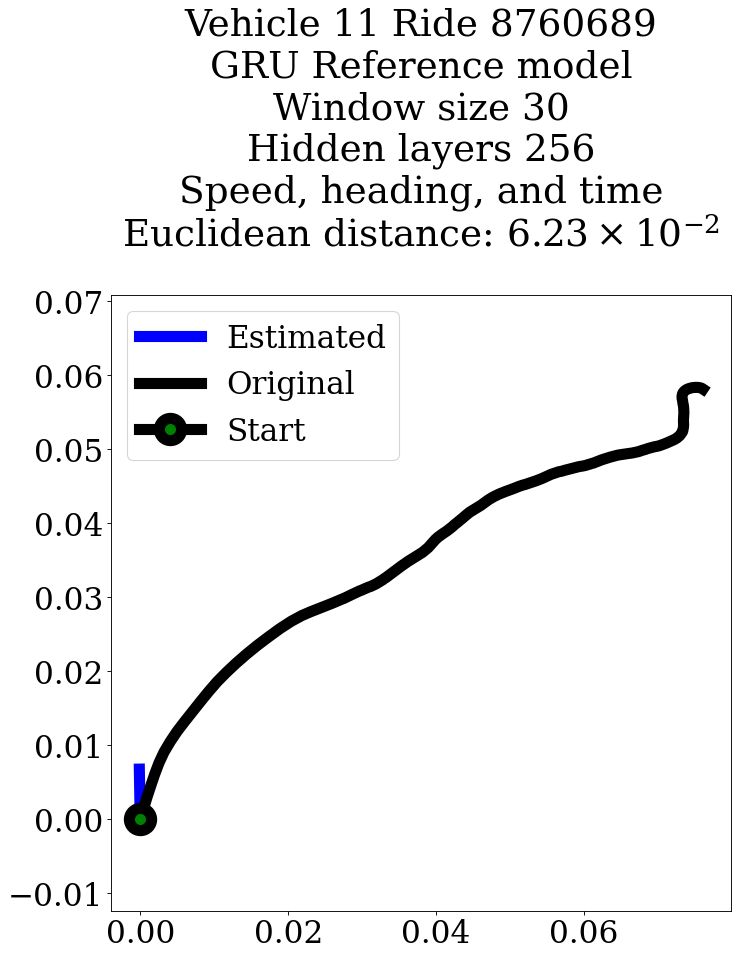 Vehicle 11 Ride 8760689
GRU Reference model
Window size 30
Hidden layers 256
Speed, heading, and time
Euclidean distance: 6.23 × 10⁻²
0.07
0.06
0.05
0.04
0.03
0.02
0.01
0.00
−0.01
Estimated
Original
Start
0.00 0.02 0.04 0.06